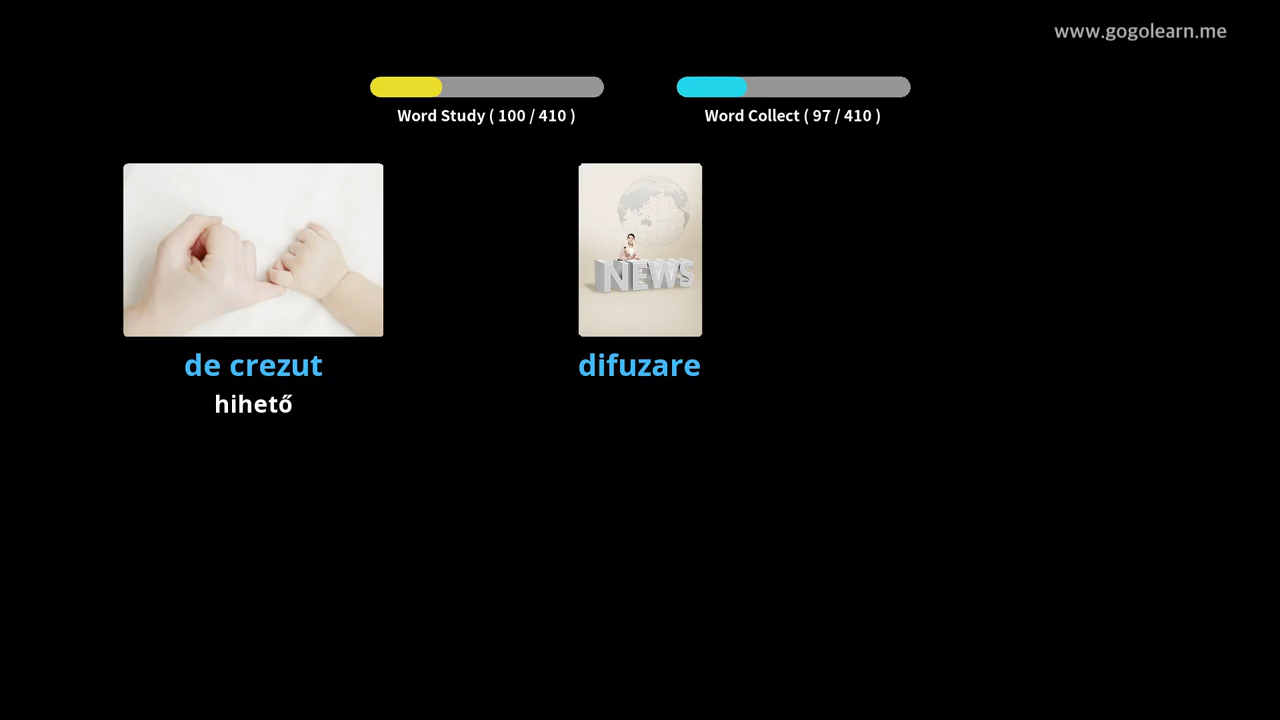 www.gogolearn.me
Word Study ( 100 / 410 )
Word Collect ( 97 / 410 )
NEWS
de crezut
difuzare
hihető